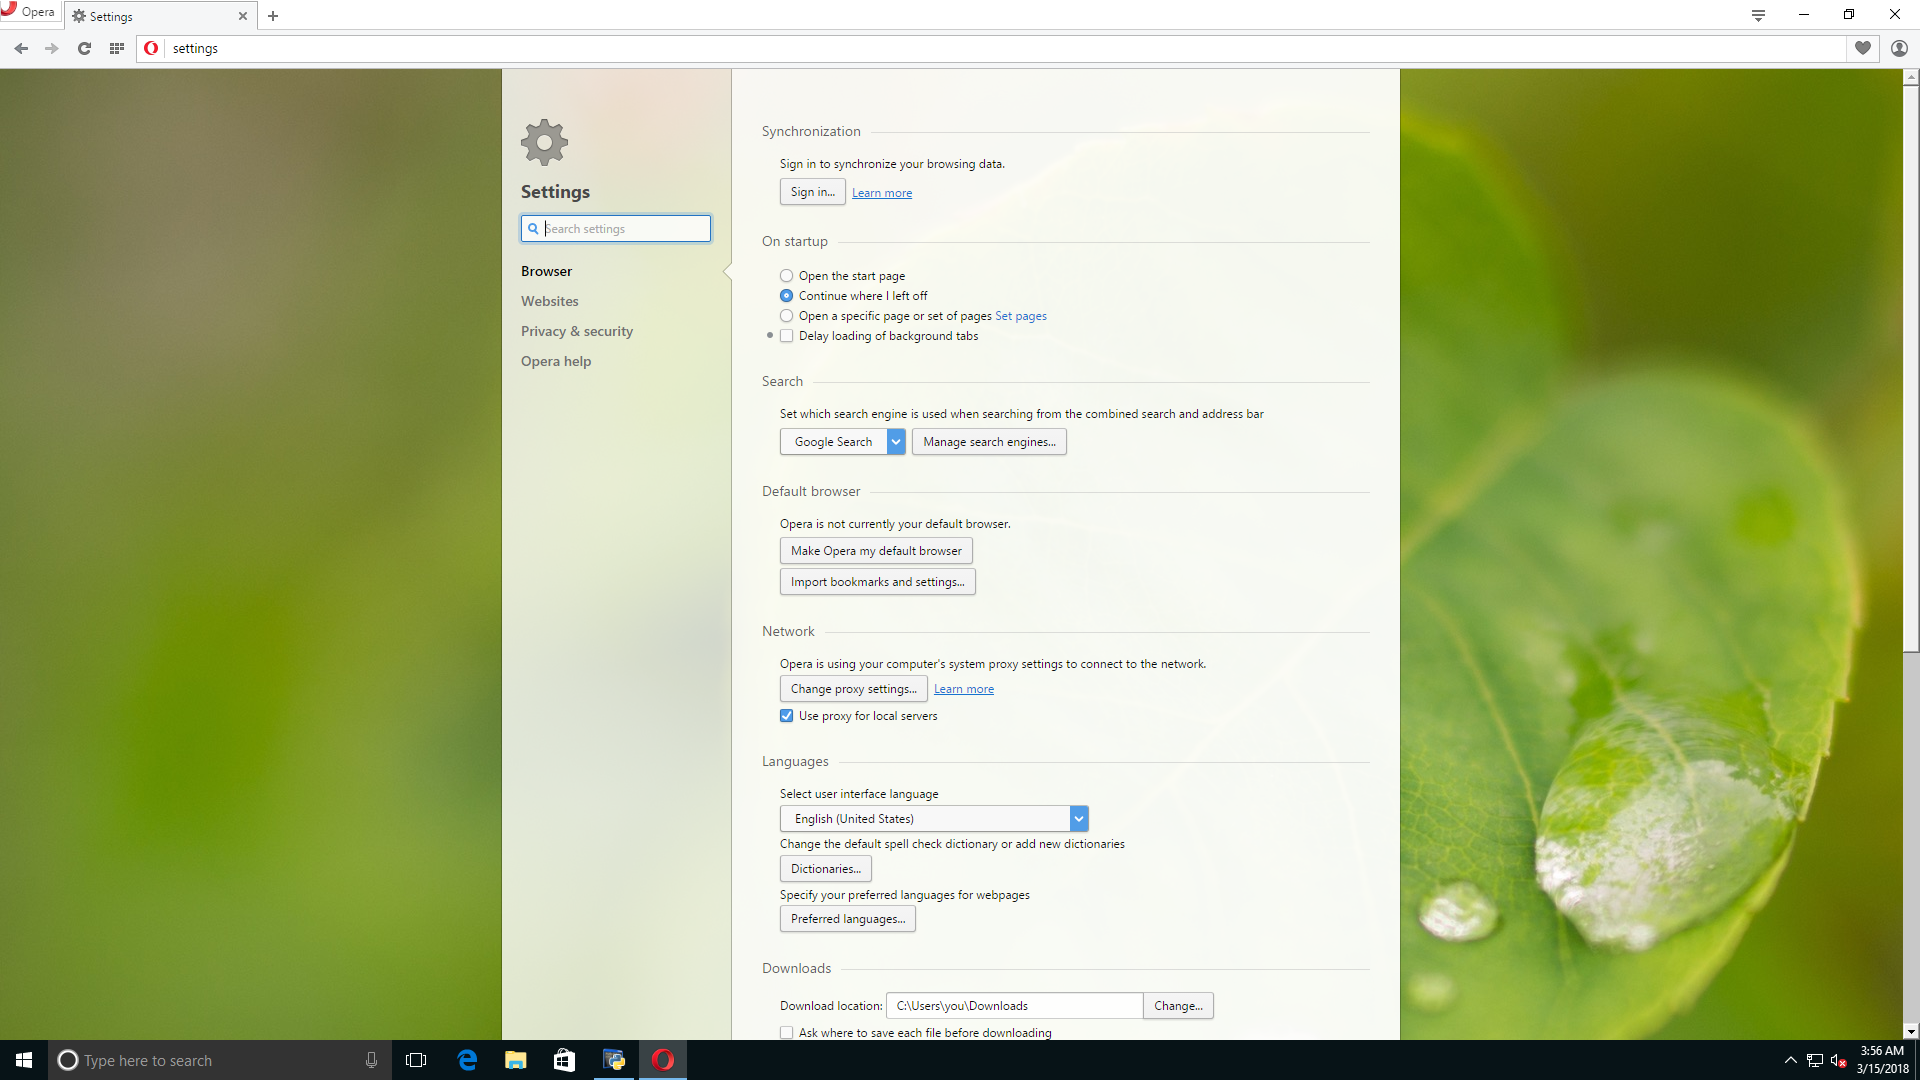 Opera
Settings
settings
Settings
Search settings
Browser
Websites
Privacy & security
Opera help
Synchronization
Sign in to synchronize your browsing data.
Sign in... Learn more
On startup
Open the start page
Continue where I left off
Open a specific page or set of pages Set pages
Delay loading of background tabs
Search
Set which search engine is used when searching from the combined search and address bar
Google Search Manage search engines...
Default browser
Opera is not currently your default browser.
Make Opera my default browser
Import bookmarks and settings...
Network
Opera is using your computer's system proxy settings to connect to the network.
Change proxy settings... Learn more
Use proxy for local servers
Languages
Select user interface language
English (United States)
Change the default spell check dictionary or add new dictionaries
Dictionaries...
Specify your preferred languages for webpages
Preferred languages...
Downloads
Download location: C:\Users\you\Downloads Change...
Ask where to save each file before downloading
Type here to search
3:56 AM
3/15/2018